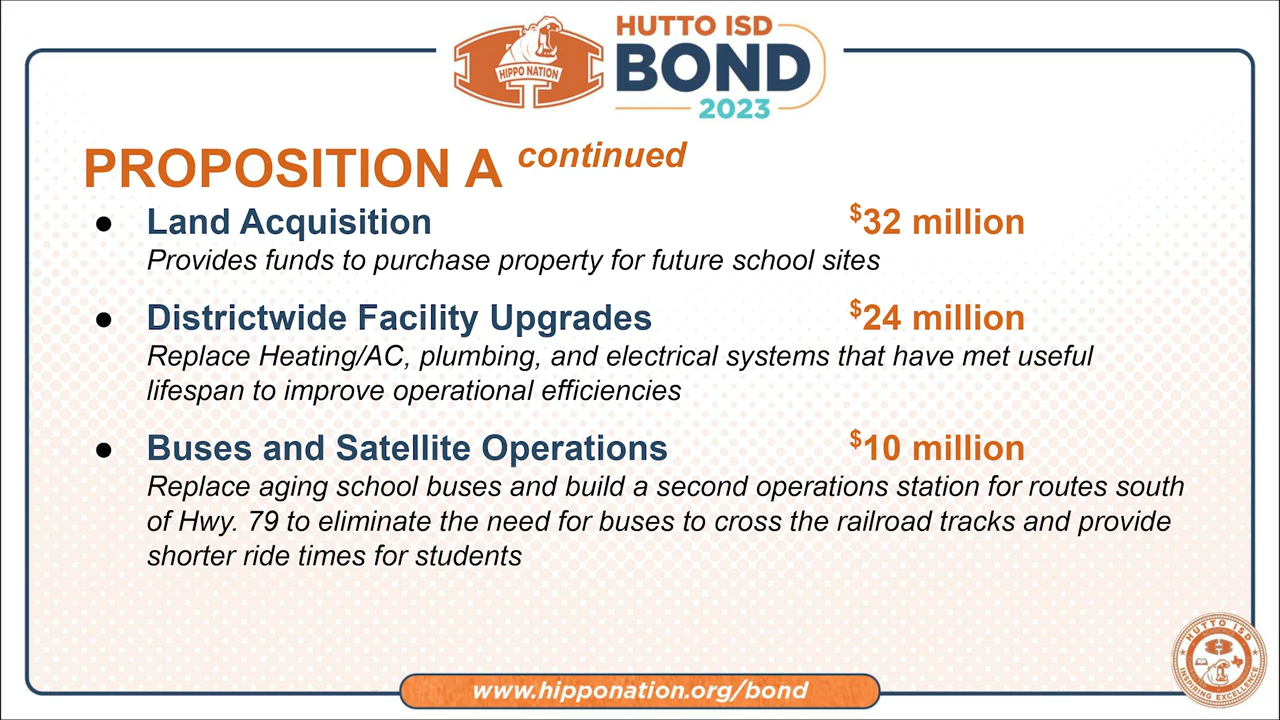 HUTTO ISD
BOND
2023
HIPPO NATION
PROPOSITION A continued
● Land Acquisition $32 million
Provides funds to purchase property for future school sites
● Districtwide Facility Upgrades $24 million
Replace Heating/AC, plumbing, and electrical systems that have met useful
lifespan to improve operational efficiencies
● Buses and Satellite Operations $10 million
Replace aging school buses and build a second operations station for routes south
of Hwy. 79 to eliminate the need for buses to cross the railroad tracks and provide
shorter ride times for students
www.hipponation.org/bond
HUTTO ISD
INSPIRING EXCELLENCE